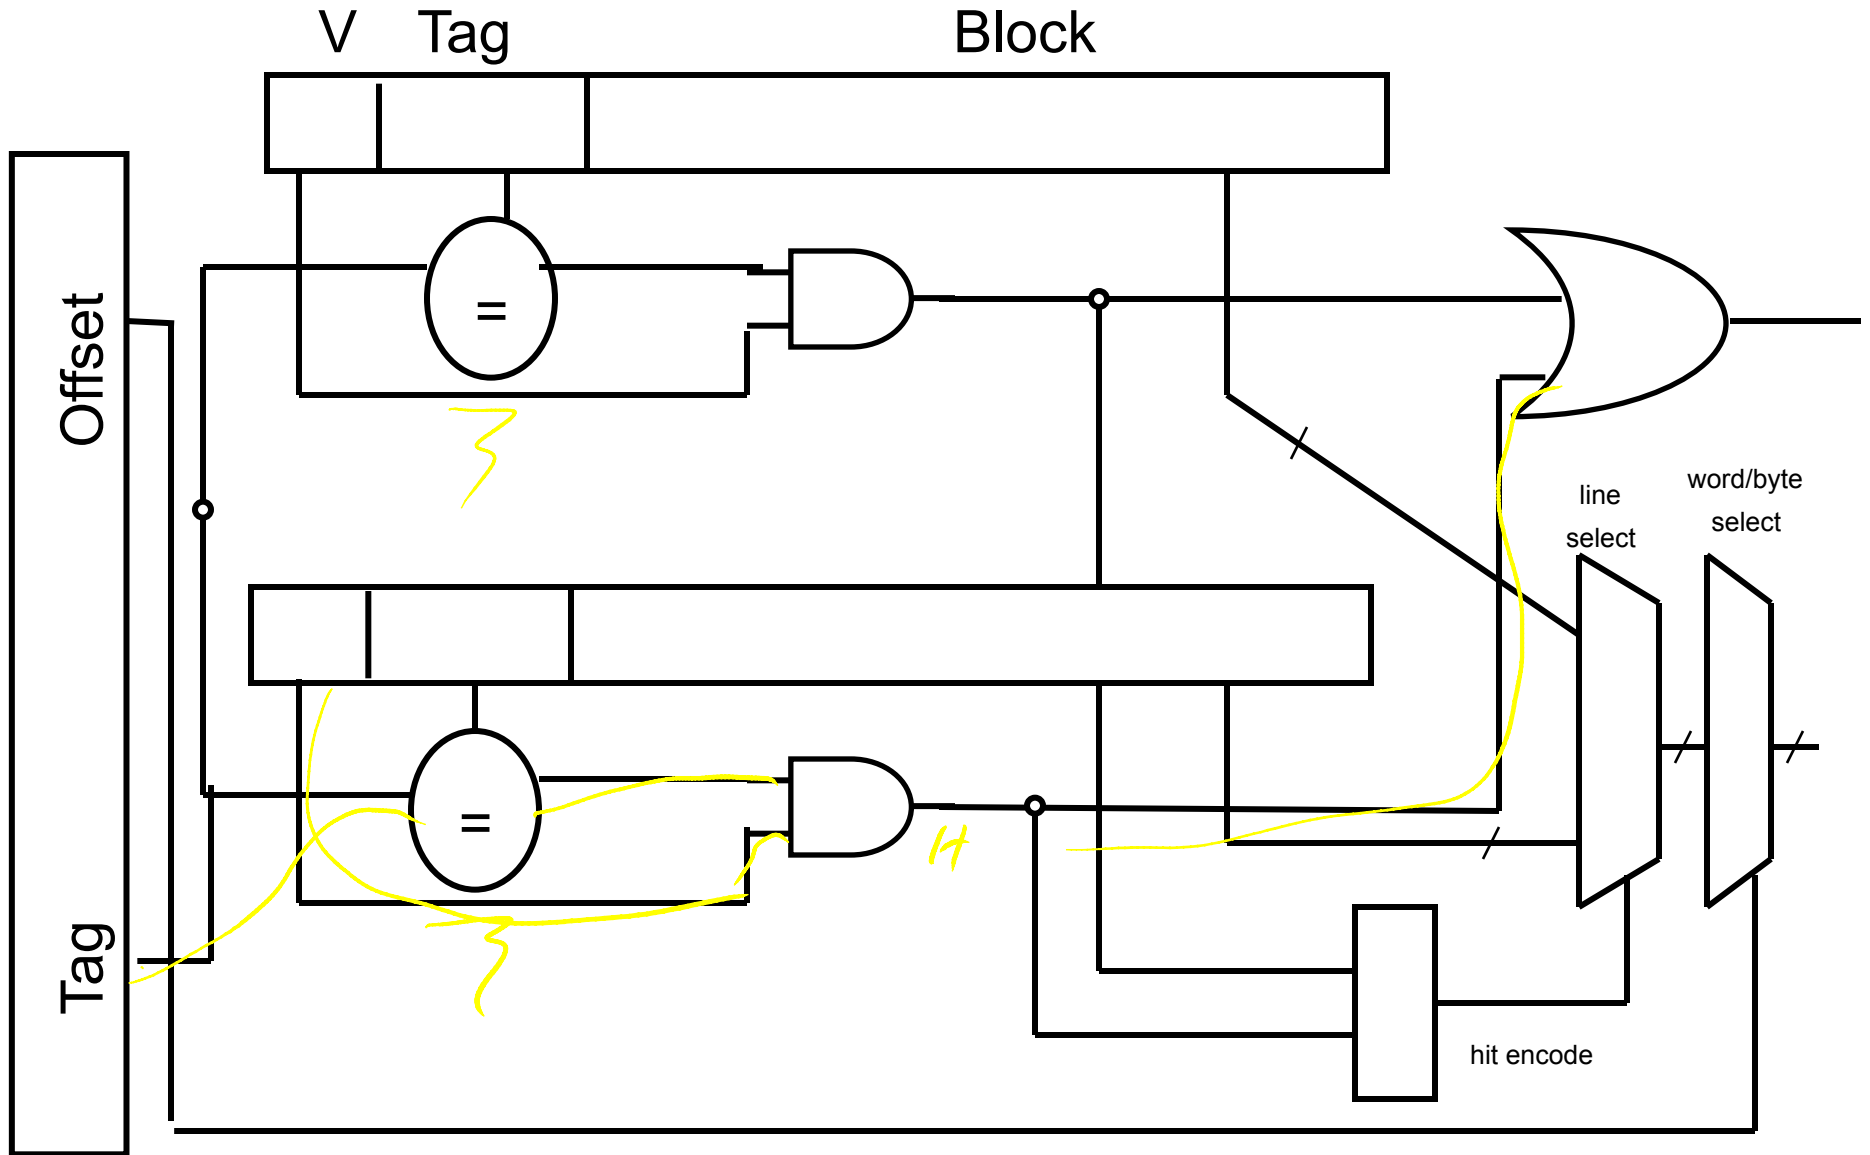 V Tag Block
Offset
=
line
select
word/byte
select
=
H
Tag
hit encode